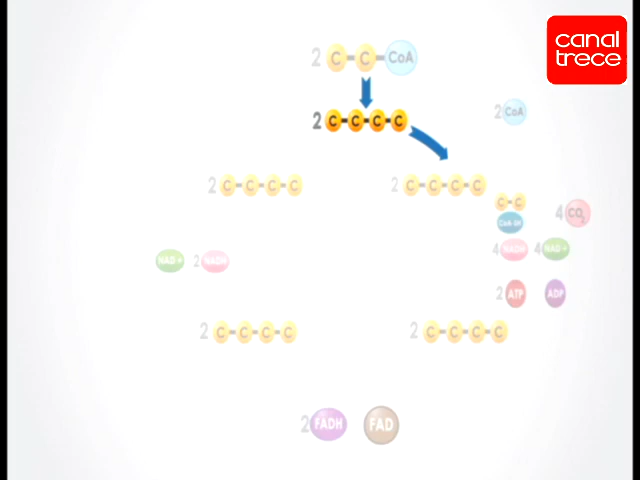 canal
trece
2 C C CoA
2 C C C C
2 CoA
2 C C C C
2 C C C C
C C
CoA-SH
4 CO2
NAD+ 2 NADH
4 NADH 4 NAD+
2 ATP ADP
2 C C C C
2 C C C C
2 FADH FAD